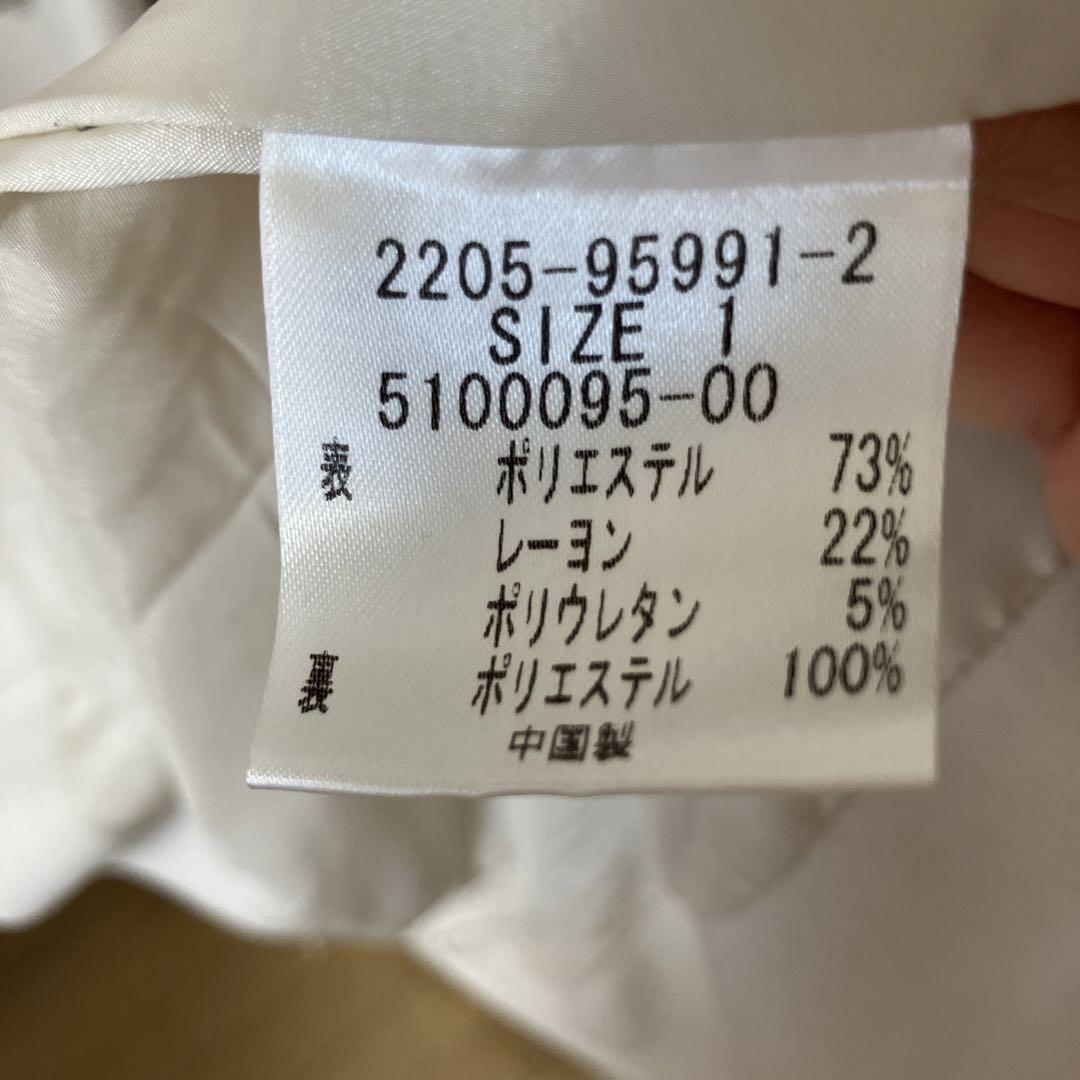 2205-95991-2
SIZE 1
5100095-00
表 ポリエステル 73%
レーヨン 22%
ポリウレタン 5%
裏 ポリエステル 100%
中国製